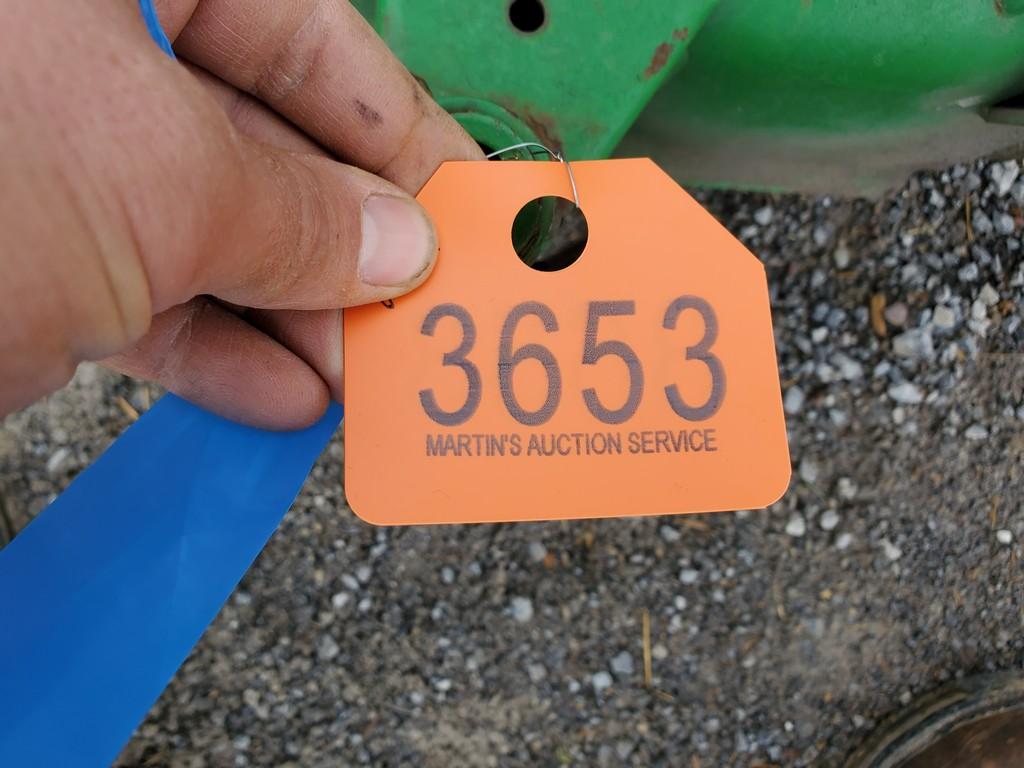 3653
MARTIN'S AUCTION SERVICE